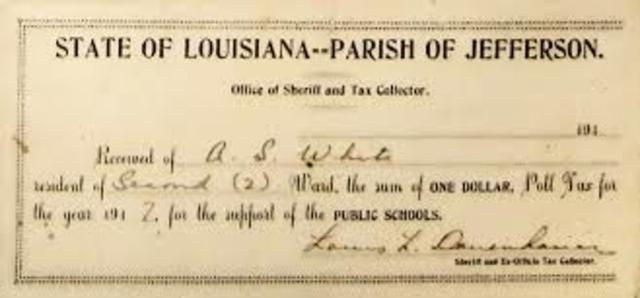 STATE OF LOUISIANA--PARISH OF JEFFERSON.
Office of Sheriff and Tax Collector.
191
Received of A. S. White
resident of Second (2) Ward, the sum of ONE DOLLAR, Poll Tax for
the year 191 7, for the support of the PUBLIC SCHOOLS.
Louis L.
Sheriff and Ex-Officio Tax Collector.